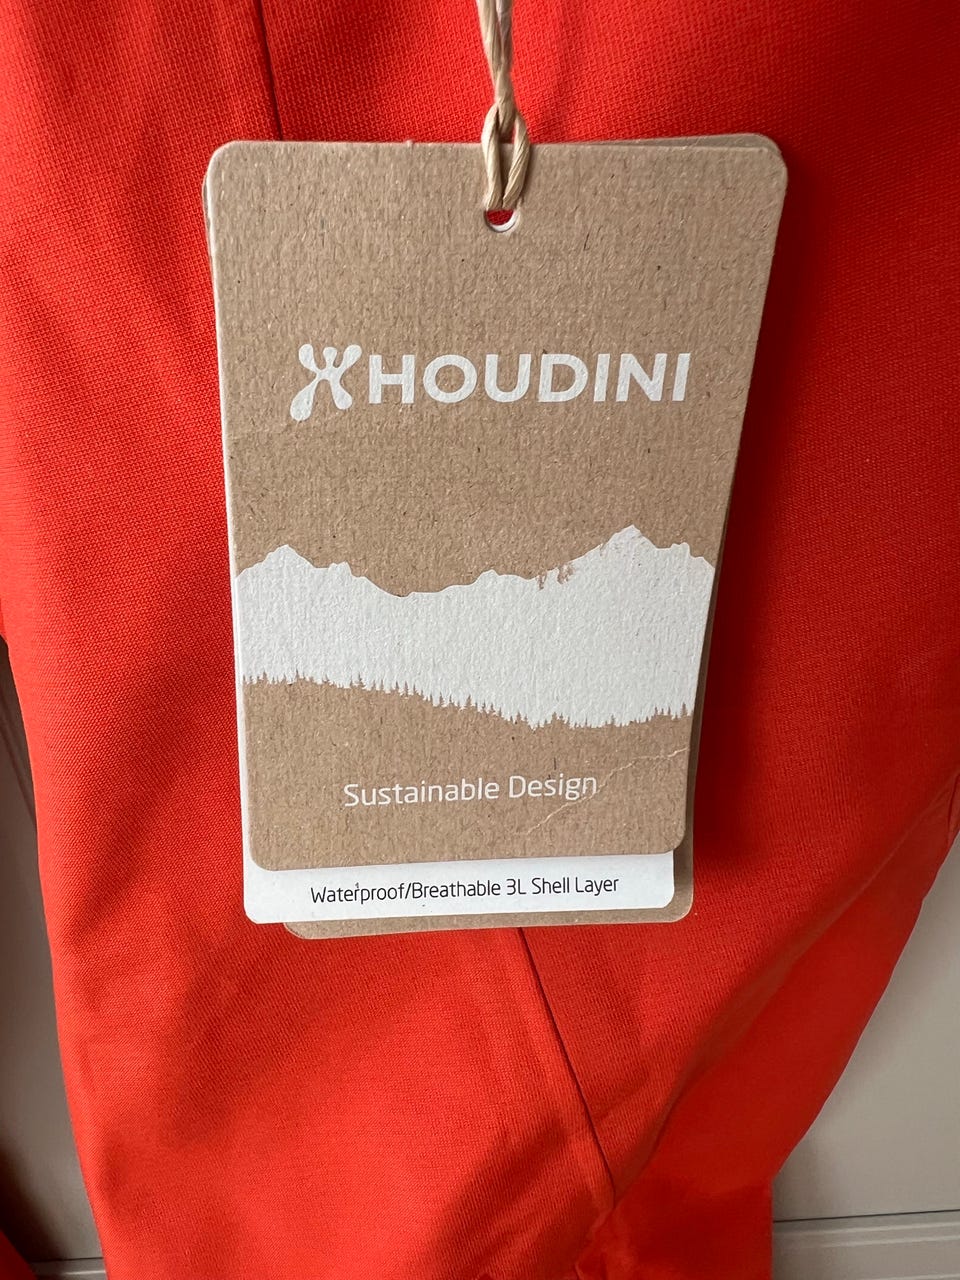 HOUDINI
Sustainable Design
Waterproof/Breathable 3L Shell Layer